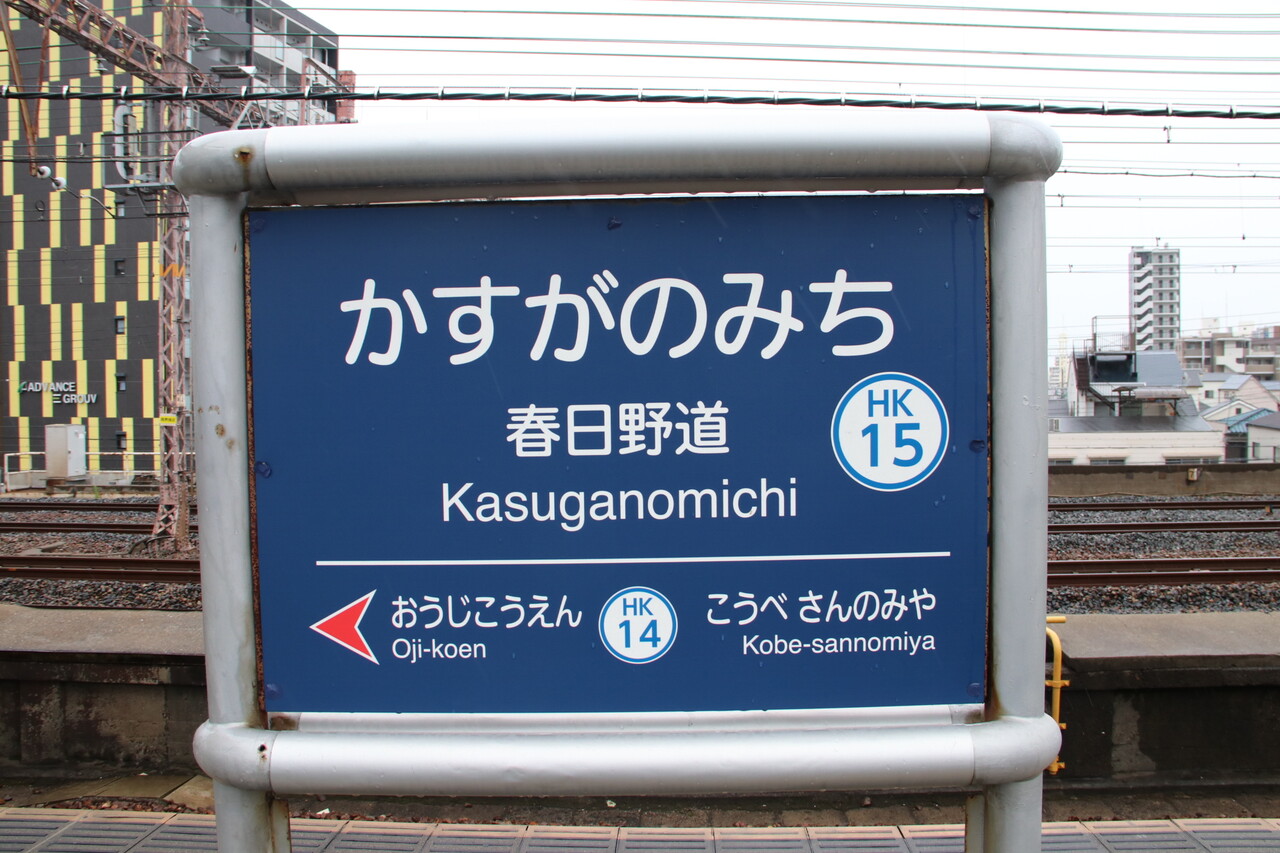 かすがのみち
春日野道
HK
15
Kasuganomichi
おうじこうえん
Oji-koen
HK
14
こうべ さんのみや
Kobe-sannomiya
ADVANCE
GROUV